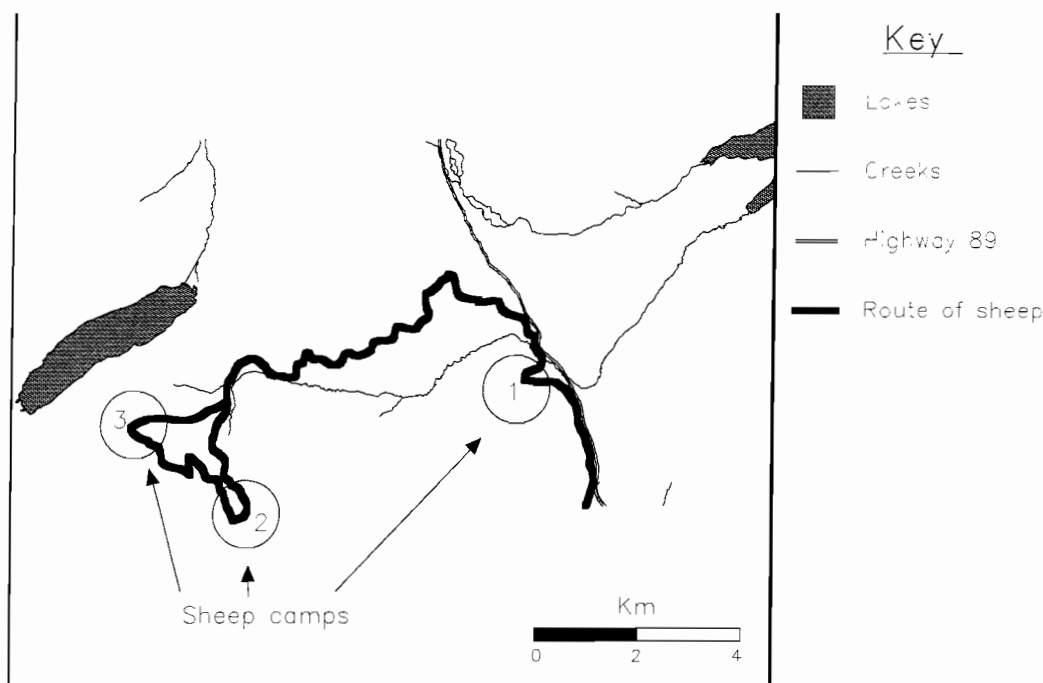 Key
Lakes
Creeks
Highway 89
Route of sheep
1
3
2
Sheep camps
Km
0 2 4